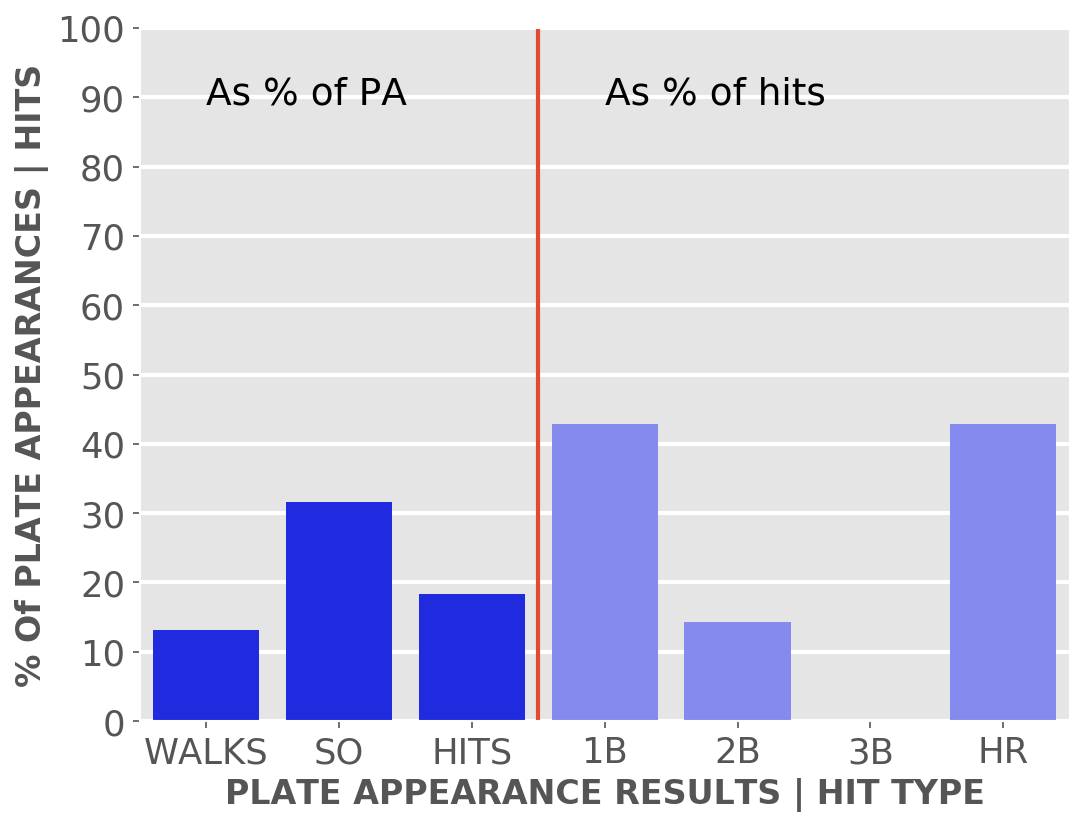 % Of PLATE APPEARANCES | HITS
100
90
80
70
60
50
40
30
20
10
0
As % of PA
As % of hits
WALKS SO HITS 1B 2B 3B HR
PLATE APPEARANCE RESULTS | HIT TYPE